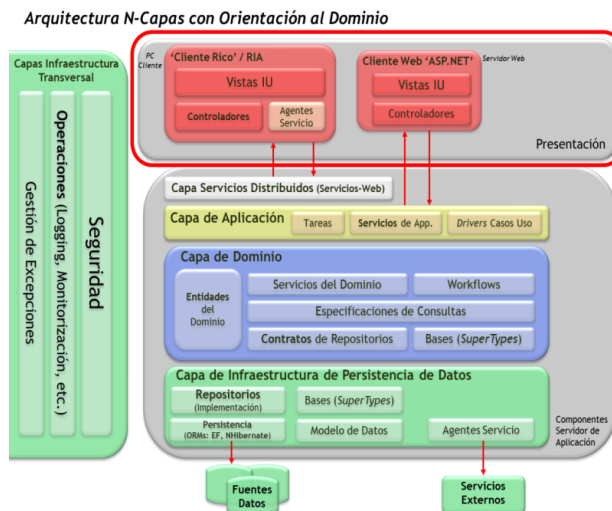 Arquitectura N-Capas con Orientación al Dominio
Capas Infraestructura
Transversal
Gestión de Excepciones
Operaciones (Logging, Monitorización, etc.)
Seguridad
PC
Cliente
'Cliente Rico' / RIA
Vistas IU
Controladores
Agentes
Servicio
Cliente Web 'ASP.NET'
Servidor Web
Vistas IU
Controladores
Presentación
Capa Servicios Distribuidos (Servicios-Web)
Capa de Aplicación
Tareas
Servicios de App.
Drivers Casos Uso
Capa de Dominio
Entidades
del
Dominio
Servicios del Dominio
Workflows
Especificaciones de Consultas
Contratos de Repositorios
Bases (SuperTypes)
Capa de Infraestructura de Persistencia de Datos
Repositorios
(Implementación)
Bases (SuperTypes)
Persistencia
(ORMs: EF, NHibernate)
Modelo de Datos
Agentes Servicio
Componentes
Servidor de
Aplicación
Fuentes
Datos
Servicios
Externos